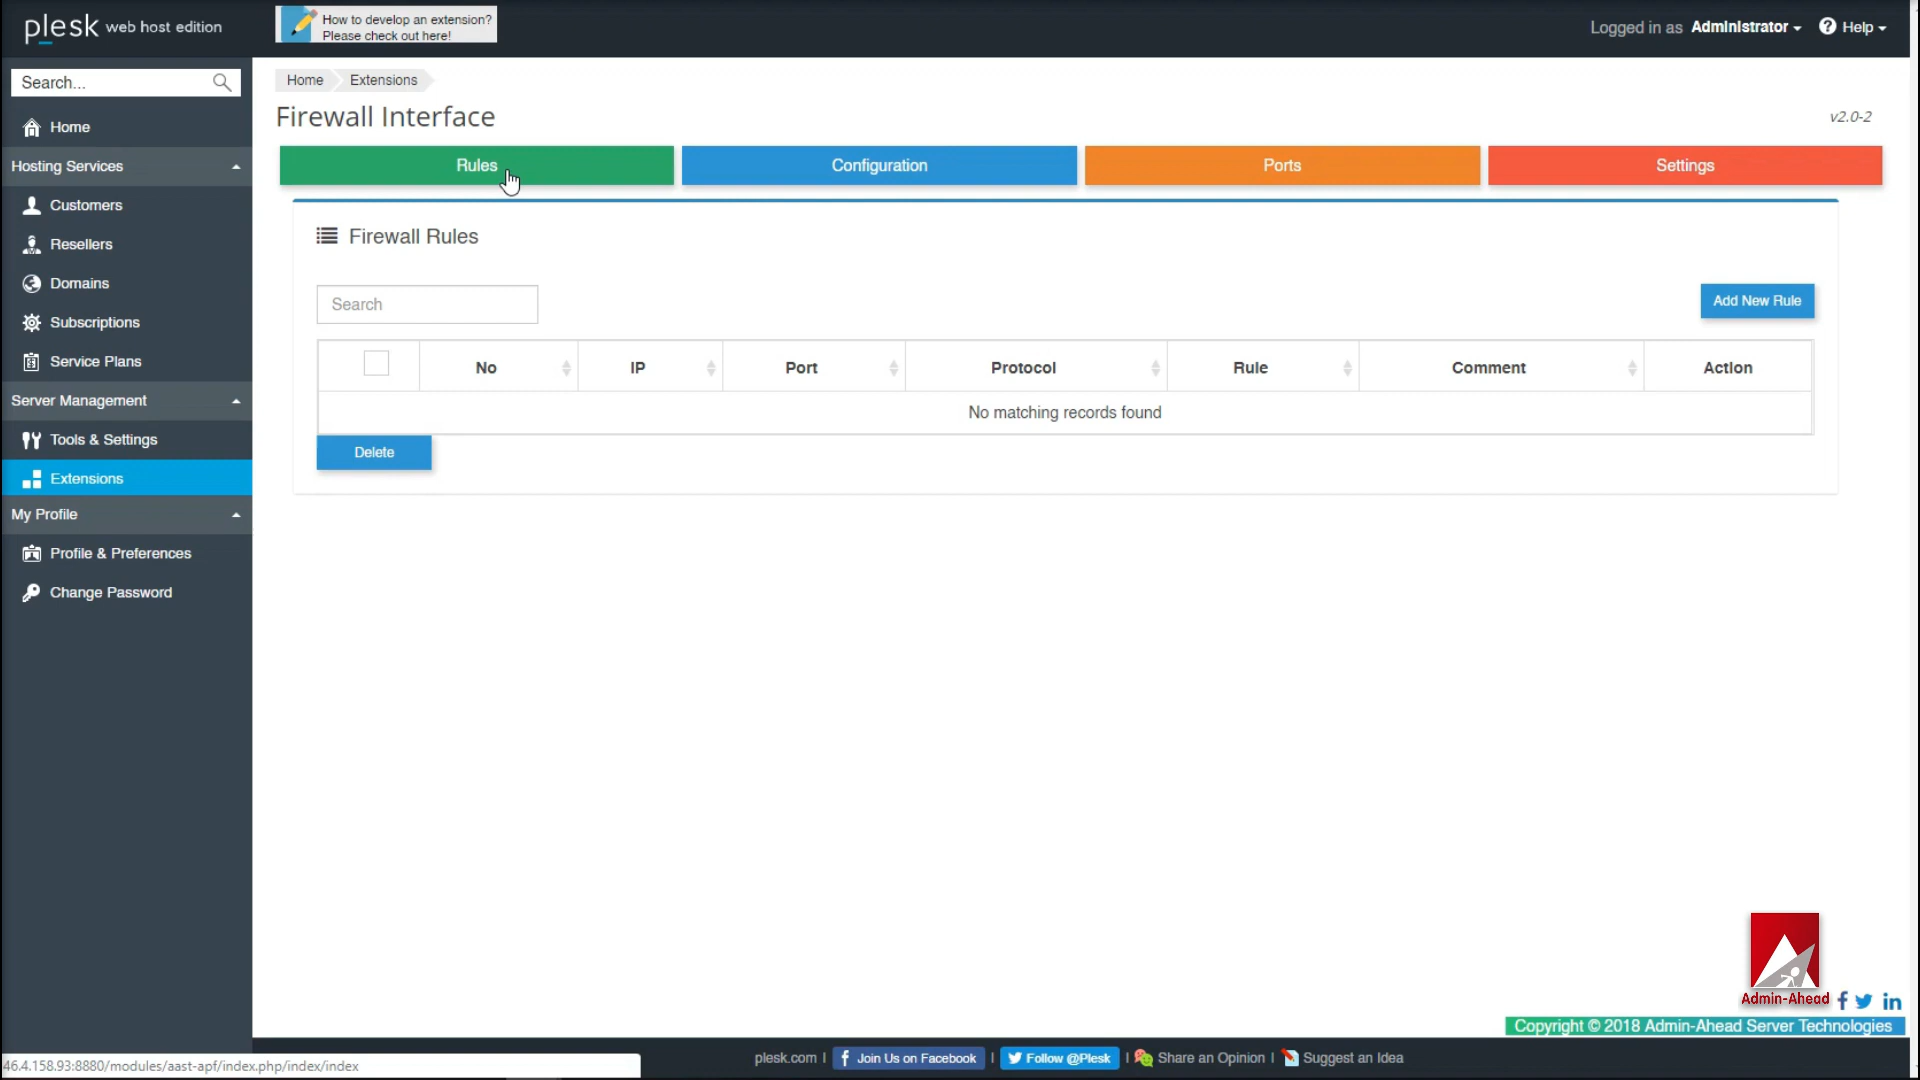 plesk web host edition
How to develop an extension?
Please check out here!
Logged in as Administrator
Help
Search...
Home
Hosting Services
Customers
Resellers
Domains
Subscriptions
Service Plans
Server Management
Tools & Settings
Extensions
My Profile
Profile & Preferences
Change Password
Home Extensions
Firewall Interface
v2.0-2
Rules Configuration Ports Settings
Firewall Rules
Search
Add New Rule
No IP Port Protocol Rule Comment Action
No matching records found
Delete
Admin-Ahead
Copyright © 2018 Admin-Ahead Server Technologies
46.4.158.93:8880/modules/aast-apf/index.php/index/index
plesk.com | Join Us on Facebook | Follow @Plesk | Share an Opinion | Suggest an Idea